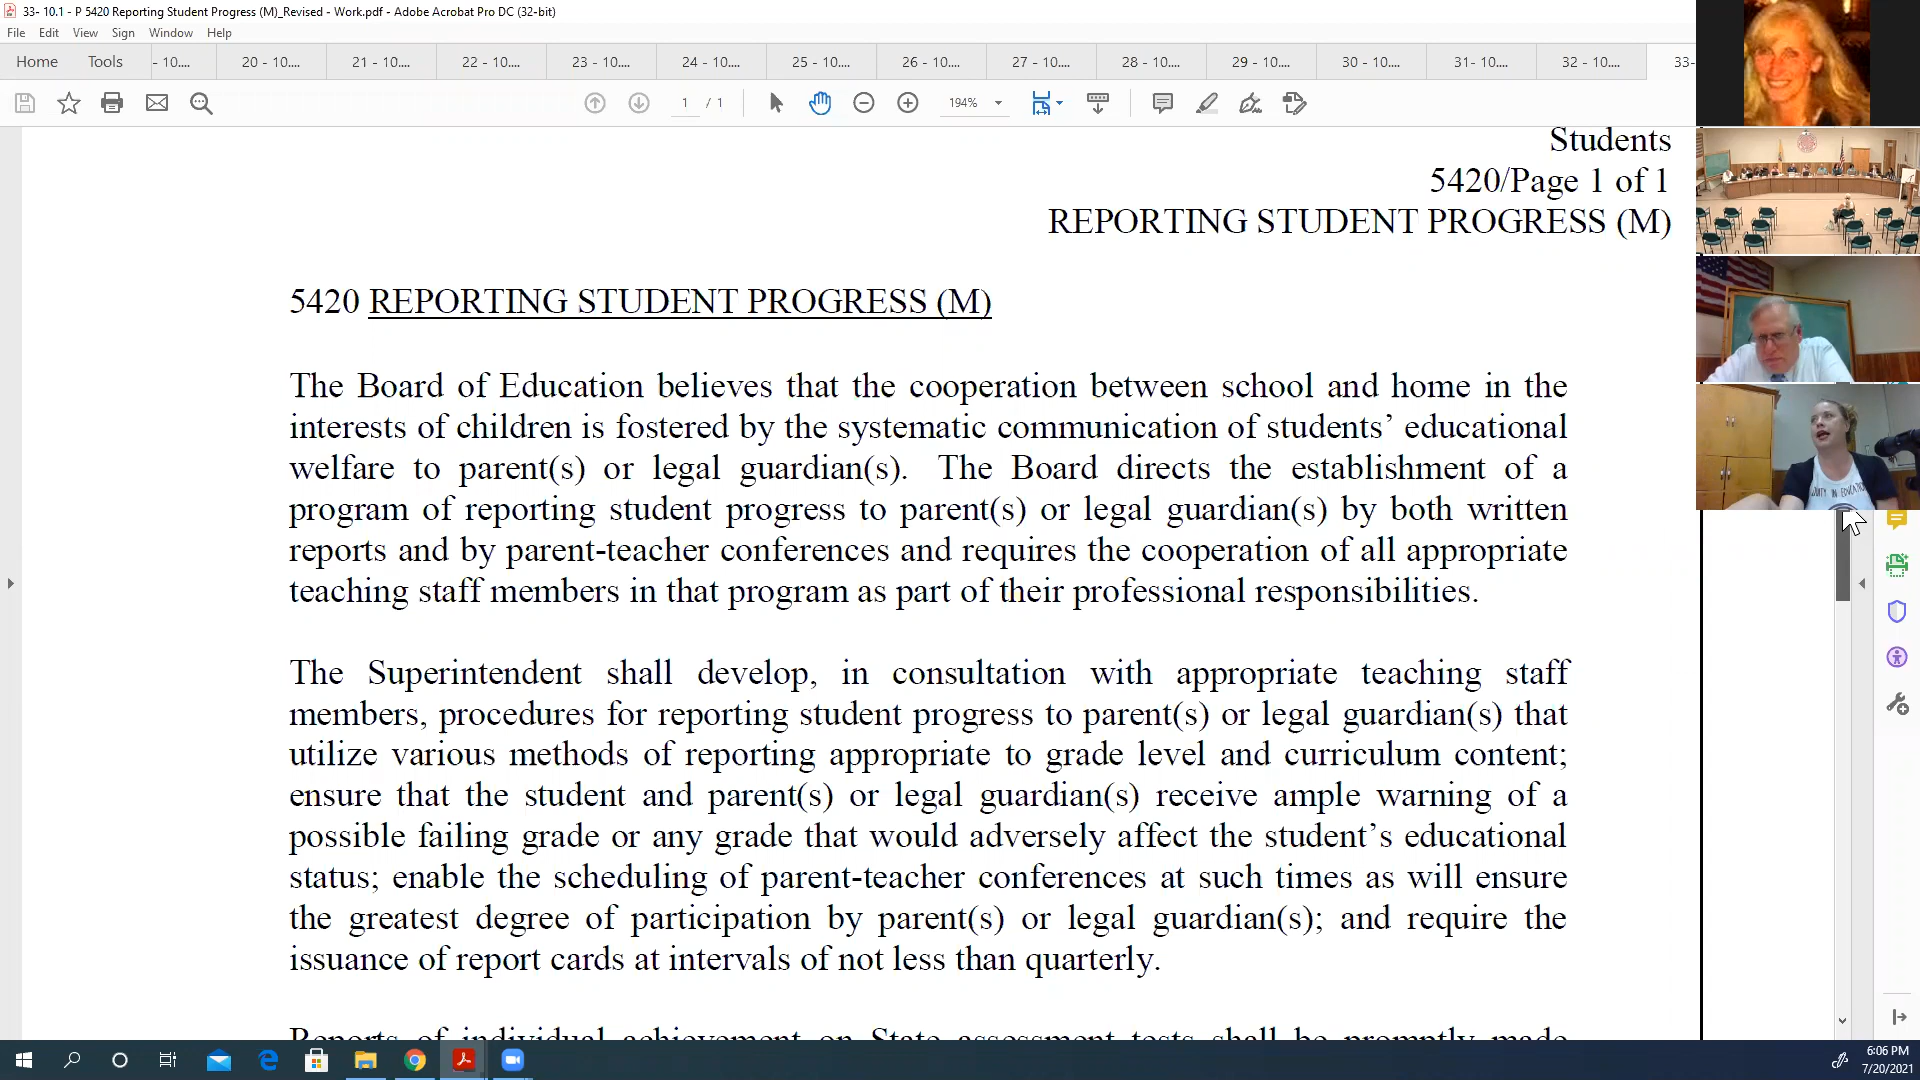 33- 10.1 - P 5420 Reporting Student Progress (M)_Revised - Work.pdf - Adobe Acrobat Pro DC (32-bit)
File Edit View Sign Window Help
Home Tools - 10.... 20 - 10.... 21 - 10.... 22 - 10.... 23 - 10.... 24 - 10.... 25 - 10.... 26 - 10.... 27 - 10.... 28 - 10.... 29 - 10.... 30 - 10.... 31- 10.... 32 - 10.... 33-
1 / 1 194%
Students
5420/Page 1 of 1
REPORTING STUDENT PROGRESS (M)
5420 REPORTING STUDENT PROGRESS (M)
The Board of Education believes that the cooperation between school and home in the
interests of children is fostered by the systematic communication of students’ educational
welfare to parent(s) or legal guardian(s). The Board directs the establishment of a
program of reporting student progress to parent(s) or legal guardian(s) by both written
reports and by parent-teacher conferences and requires the cooperation of all appropriate
teaching staff members in that program as part of their professional responsibilities.
The Superintendent shall develop, in consultation with appropriate teaching staff
members, procedures for reporting student progress to parent(s) or legal guardian(s) that
utilize various methods of reporting appropriate to grade level and curriculum content;
ensure that the student and parent(s) or legal guardian(s) receive ample warning of a
possible failing grade or any grade that would adversely affect the student’s educational
status; enable the scheduling of parent-teacher conferences at such times as will ensure
the greatest degree of participation by parent(s) or legal guardian(s); and require the
issuance of report cards at intervals of not less than quarterly.
Reports of individual achievement on State assessment tests shall be promptly made
6:06 PM
7/20/2021